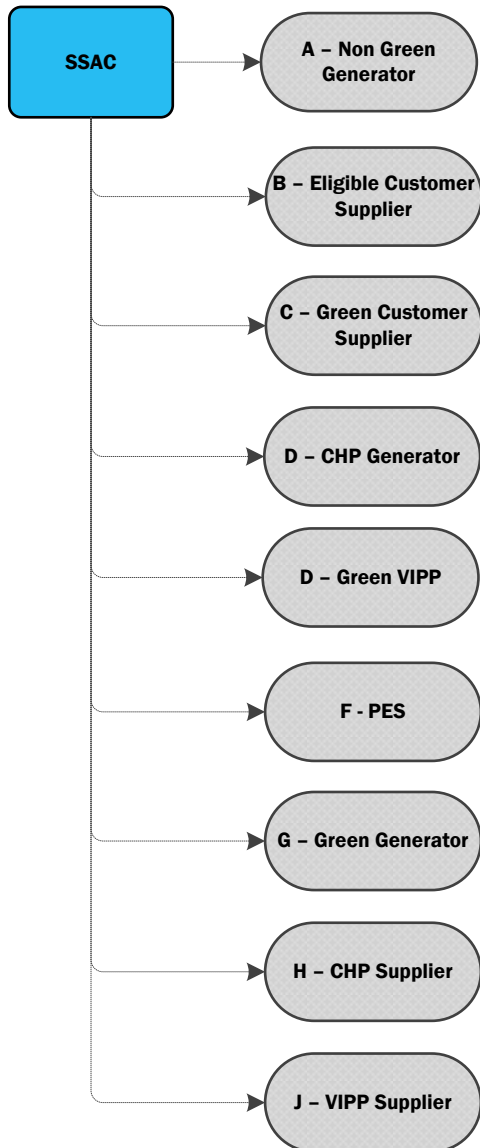 SSAC
A – Non Green
Generator
B – Eligible Customer
Supplier
C – Green Customer
Supplier
D – CHP Generator
D – Green VIPP
F - PES
G – Green Generator
H – CHP Supplier
J – VIPP Supplier